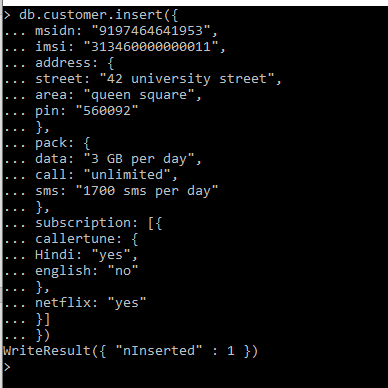 > db.customer.insert({
... msidn: "9197464641953",
... imsi: "313460000000011",
... address: {
... street: "42 university street",
... area: "queen square",
... pin: "560092"
... },
... pack: {
... data: "3 GB per day",
... call: "unlimited",
... sms: "1700 sms per day"
... },
... subscription: [{
... callertune: {
... Hindi: "yes",
... english: "no"
... },
... netflix: "yes"
... }]
... })
WriteResult({ "nInserted" : 1 })
>